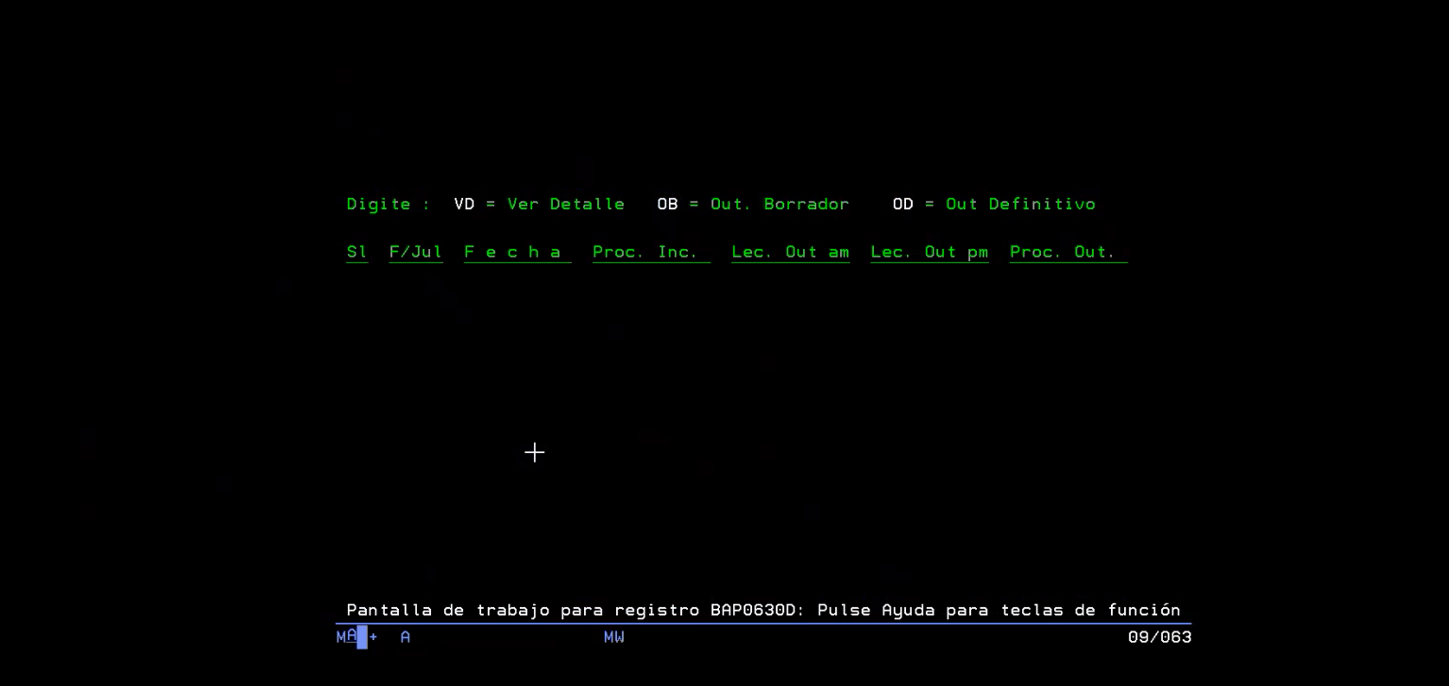 Digite : VD = Ver Detalle OB = Out. Borrador OD = Out Definitivo
Sl F/Jul F e c h a Proc. Inc. Lec. Out am Lec. Out pm Proc. Out.
Pantalla de trabajo para registro BAP0630D: Pulse Ayuda para teclas de función
MA + A MW 09/063